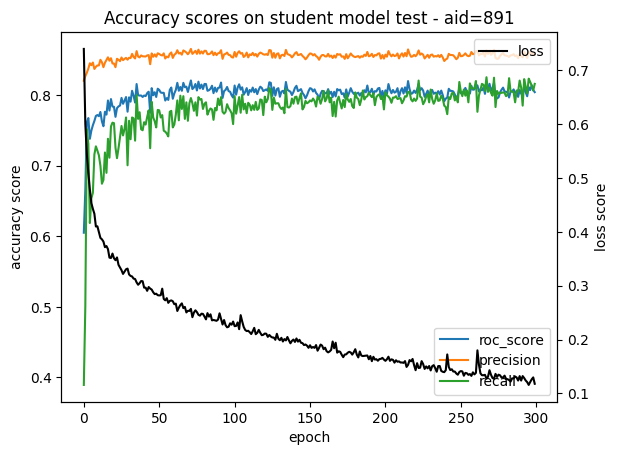 Accuracy scores on student model test - aid=891
loss
accuracy score
0.8
0.7
0.6
0.5
0.4
loss score
0.7
0.6
0.5
0.4
0.3
0.2
0.1
roc_score
precision
recall
0
50
100
150
200
250
300
epoch